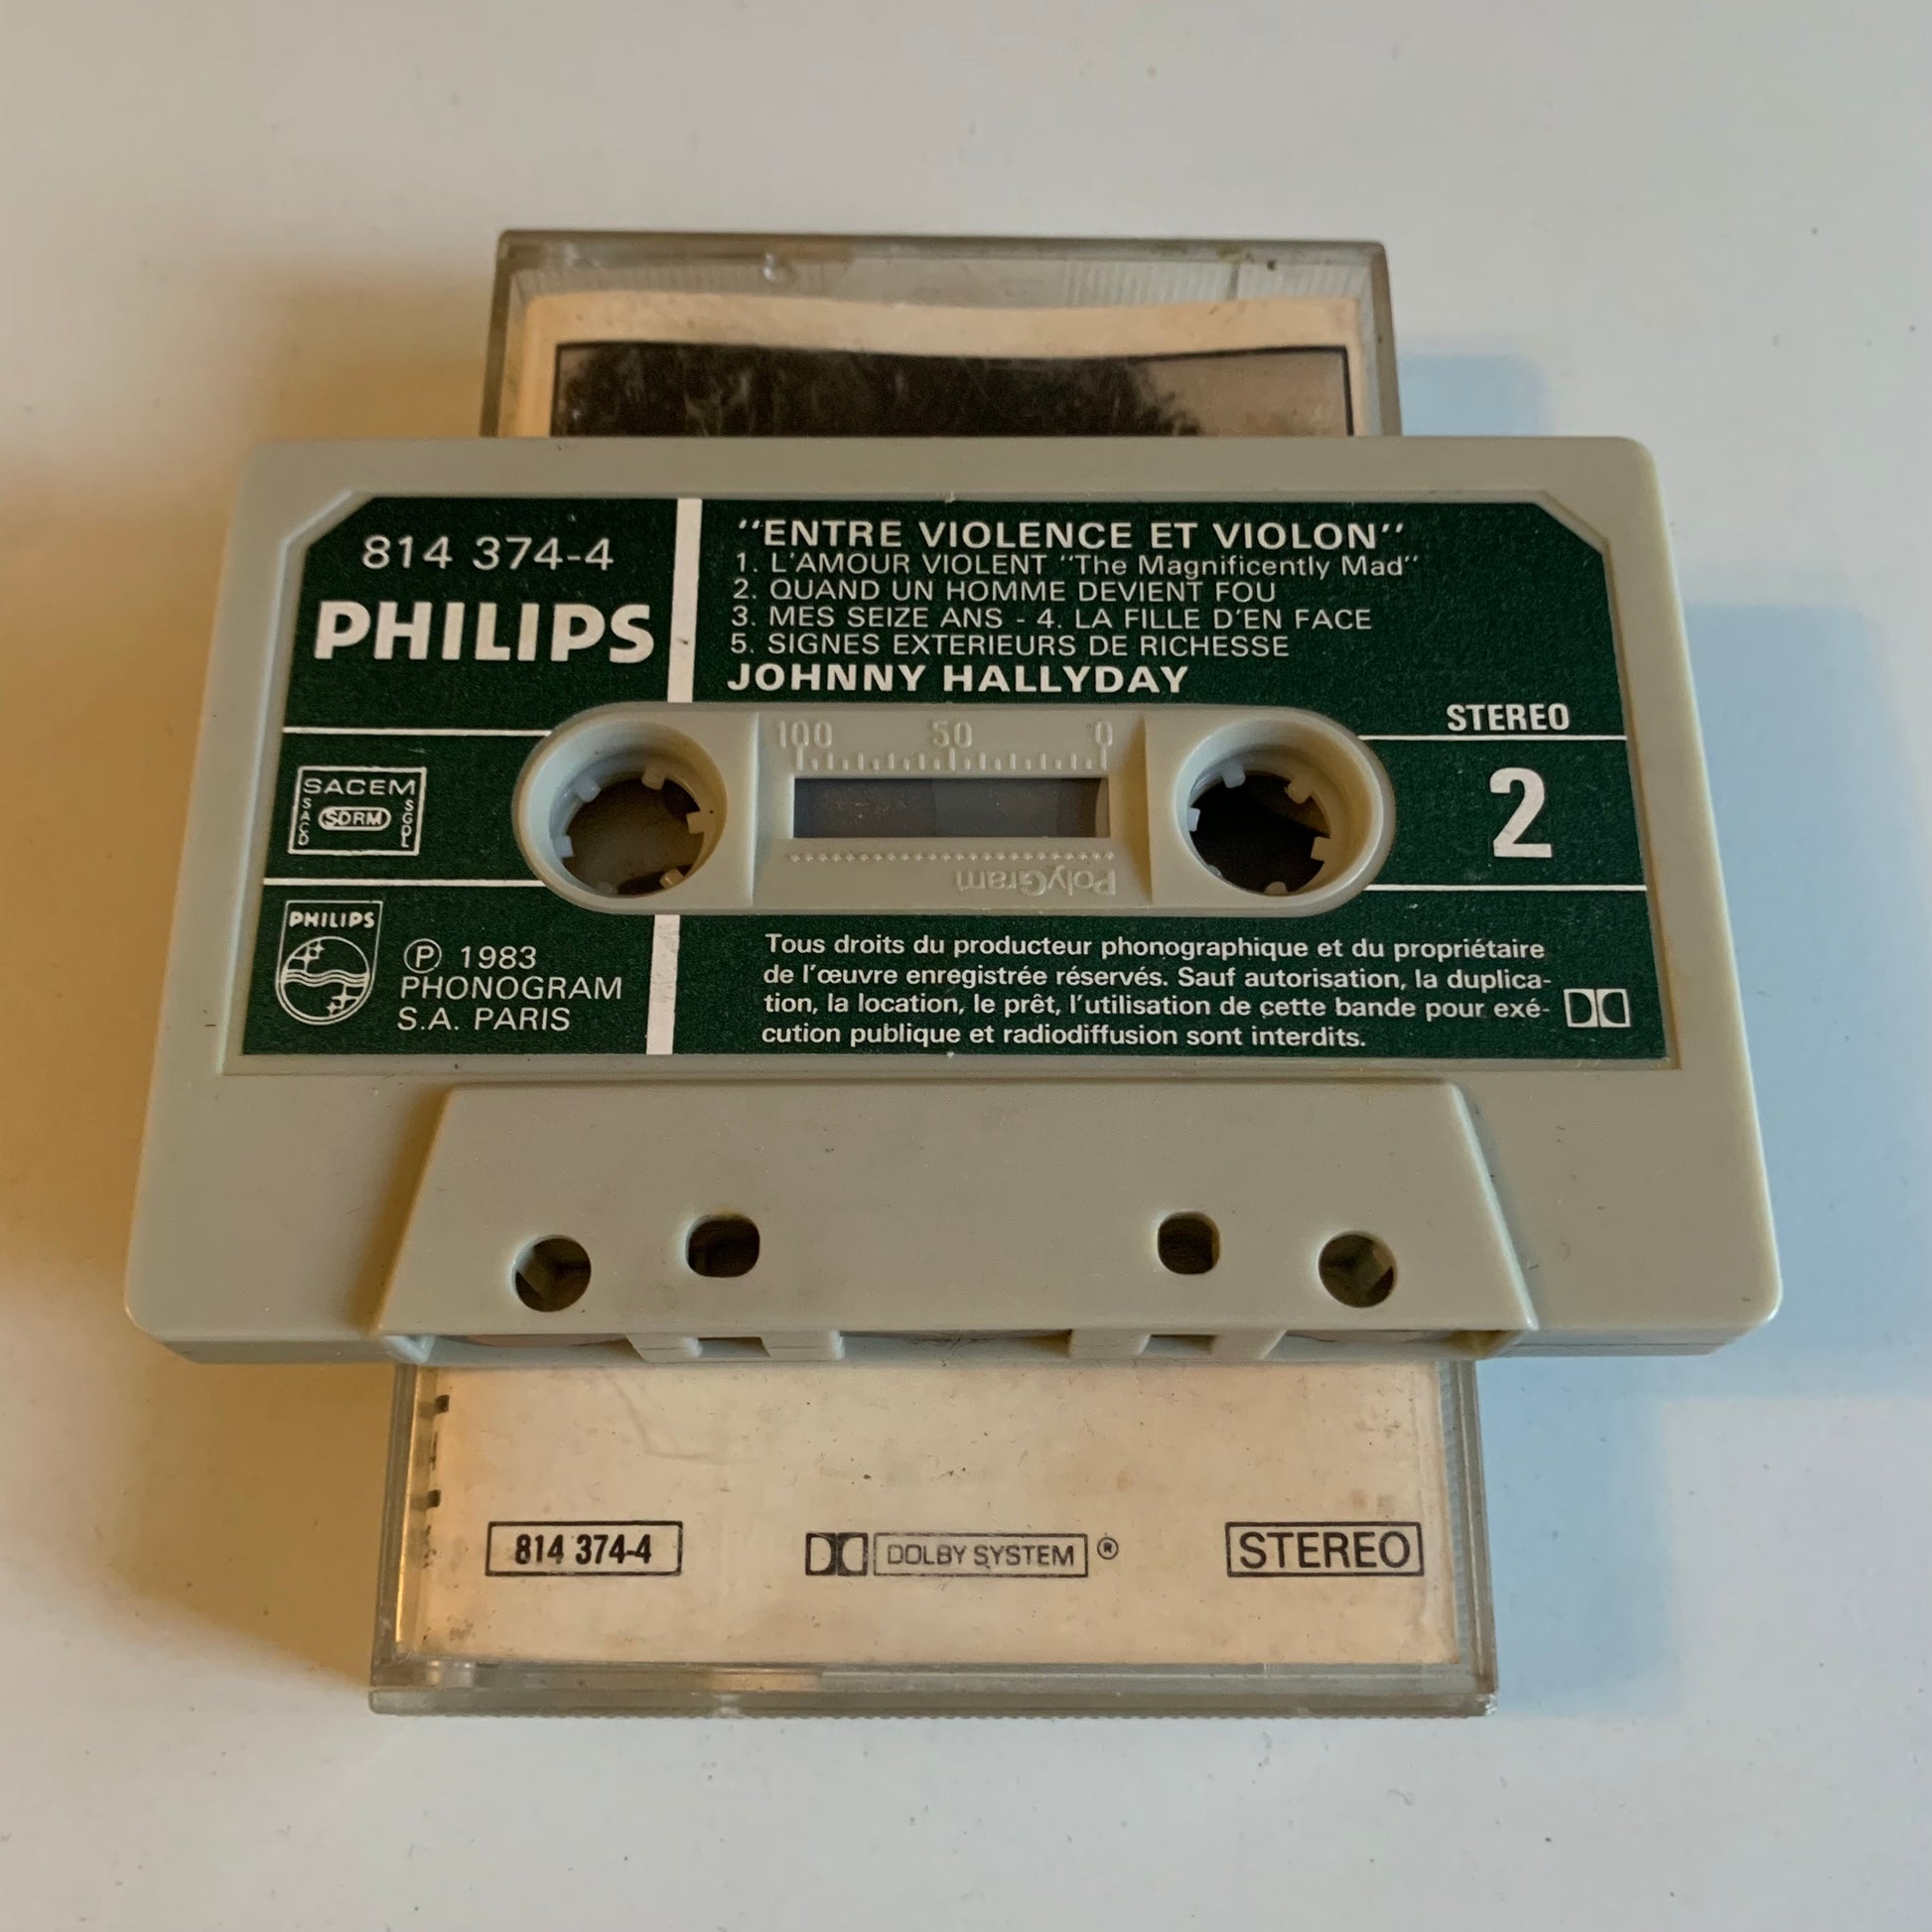 814 374-4
PHILIPS
"ENTRE VIOLENCE ET VIOLON"
1. L'AMOUR VIOLENT "The Magnificently Mad"
2. QUAND UN HOMME DEVIENT FOU
3. MES SEIZE ANS - 4. LA FILLE D'EN FACE
5. SIGNES EXTERIEURS DE RICHESSE
JOHNNY HALLYDAY
STEREO
2
100 50 0
PolyGram
SACEM
SACD SDRM SGDL
PHILIPS
Ⓟ 1983
PHONOGRAM
S.A. PARIS
Tous droits du producteur phonographique et du propriétaire
de l'œuvre enregistrée réservés. Sauf autorisation, la duplica-
tion, la location, le prêt, l'utilisation de cette bande pour exé-
cution publique et radiodiffusion sont interdits.
814 374-4
DOLBY SYSTEM ®
STEREO